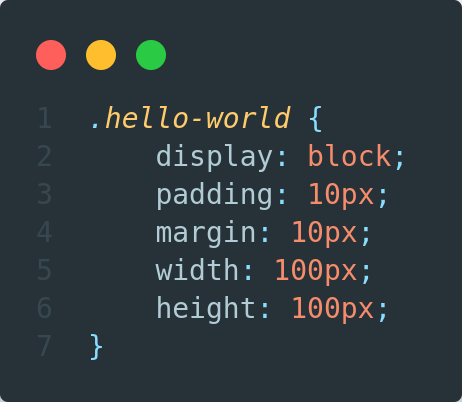 1 .hello-world {
2     display: block;
3     padding: 10px;
4     margin: 10px;
5     width: 100px;
6     height: 100px;
7 }